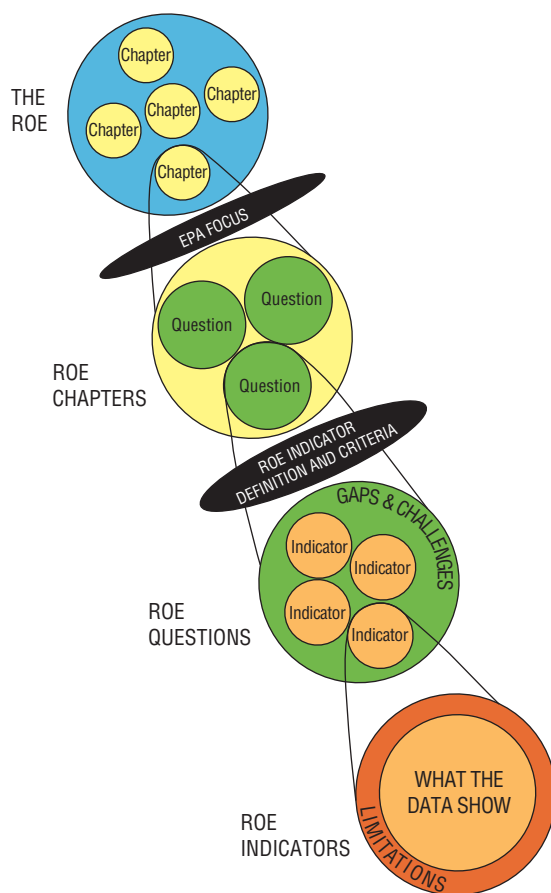 THE
ROE
Chapter
Chapter
Chapter
Chapter
Chapter
EPA FOCUS
ROE
CHAPTERS
Question
Question
Question
ROE INDICATOR
DEFINITION AND CRITERIA
ROE
QUESTIONS
GAPS & CHALLENGES
Indicator
Indicator
Indicator
Indicator
ROE
INDICATORS
WHAT THE
DATA SHOW
LIMITATIONS